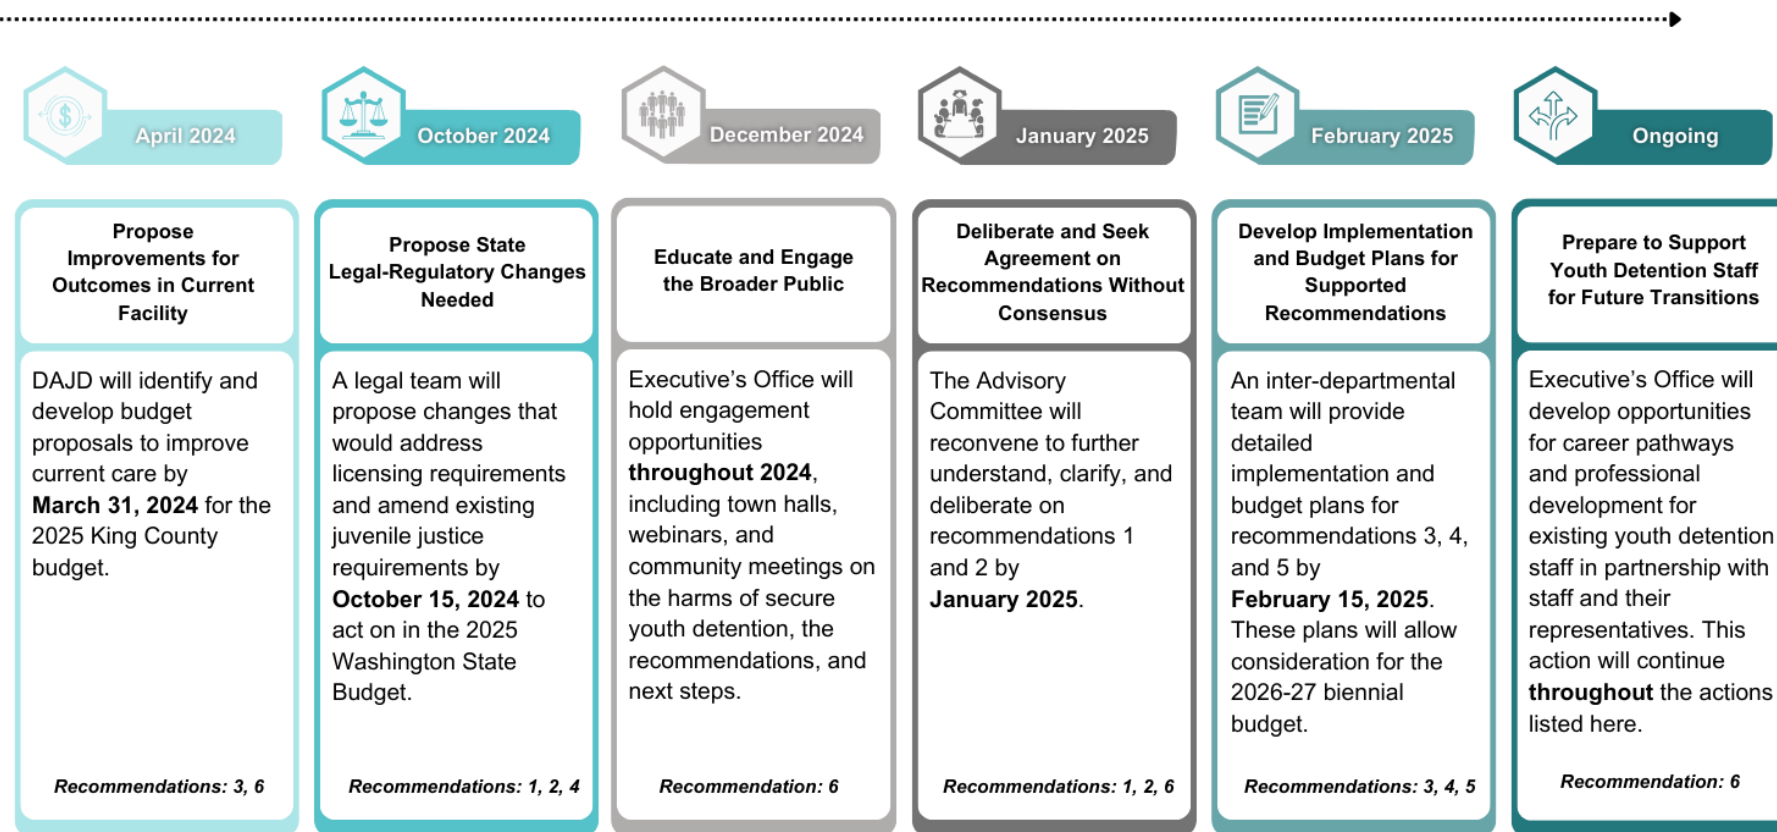 April 2024
October 2024
December 2024
January 2025
February 2025
Ongoing
Propose
Improvements for
Outcomes in Current
Facility
DAJD will identify and
develop budget
proposals to improve
current care by
March 31, 2024 for the
2025 King County
budget.
Recommendations: 3, 6
Propose State
Legal-Regulatory Changes
Needed
A legal team will
propose changes that
would address
licensing requirements
and amend existing
juvenile justice
requirements by
October 15, 2024 to
act on in the 2025
Washington State
Budget.
Recommendations: 1, 2, 4
Educate and Engage
the Broader Public
Executive's Office will
hold engagement
opportunities
throughout 2024,
including town halls,
webinars, and
community meetings on
the harms of secure
youth detention, the
recommendations, and
next steps.
Recommendation: 6
Deliberate and Seek
Agreement on
Recommendations Without
Consensus
The Advisory
Committee will
reconvene to further
understand, clarify, and
deliberate on
recommendations 1
and 2 by
January 2025.
Recommendations: 1, 2, 6
Develop Implementation
and Budget Plans for
Supported
Recommendations
An inter-departmental
team will provide
detailed
implementation and
budget plans for
recommendations 3, 4,
and 5 by
February 15, 2025.
These plans will allow
consideration for the
2026-27 biennial
budget.
Recommendations: 3, 4, 5
Prepare to Support
Youth Detention Staff
for Future Transitions
Executive's Office will
develop opportunities
for career pathways
and professional
development for
existing youth detention
staff in partnership with
staff and their
representatives. This
action will continue
throughout the actions
listed here.
Recommendation: 6